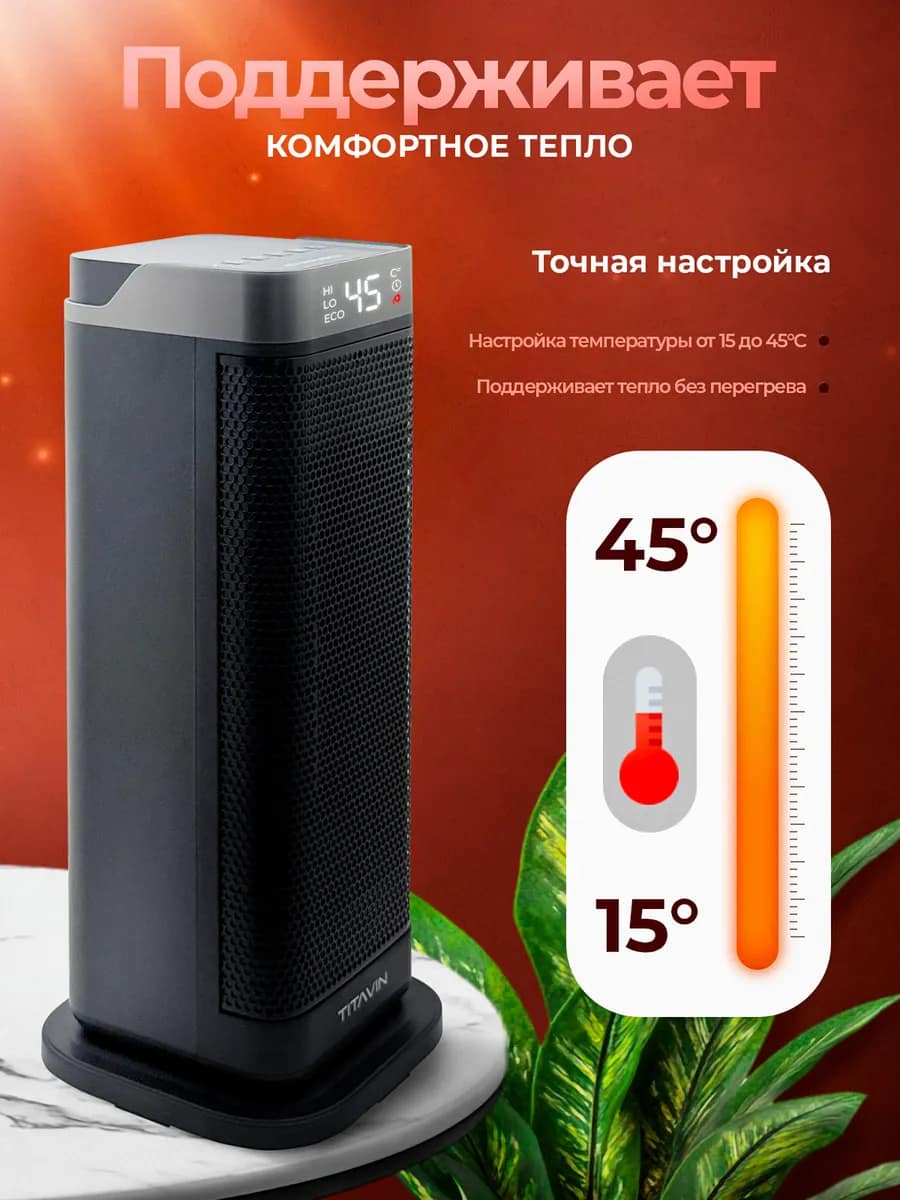 Поддерживает
КОМФОРТНОЕ ТЕПЛО
Точная настройка
Настройка температуры от 15 до 45°C
Поддерживает тепло без перегрева
HI
LO
ECO
45
C°
45°
15°
TITAVIN